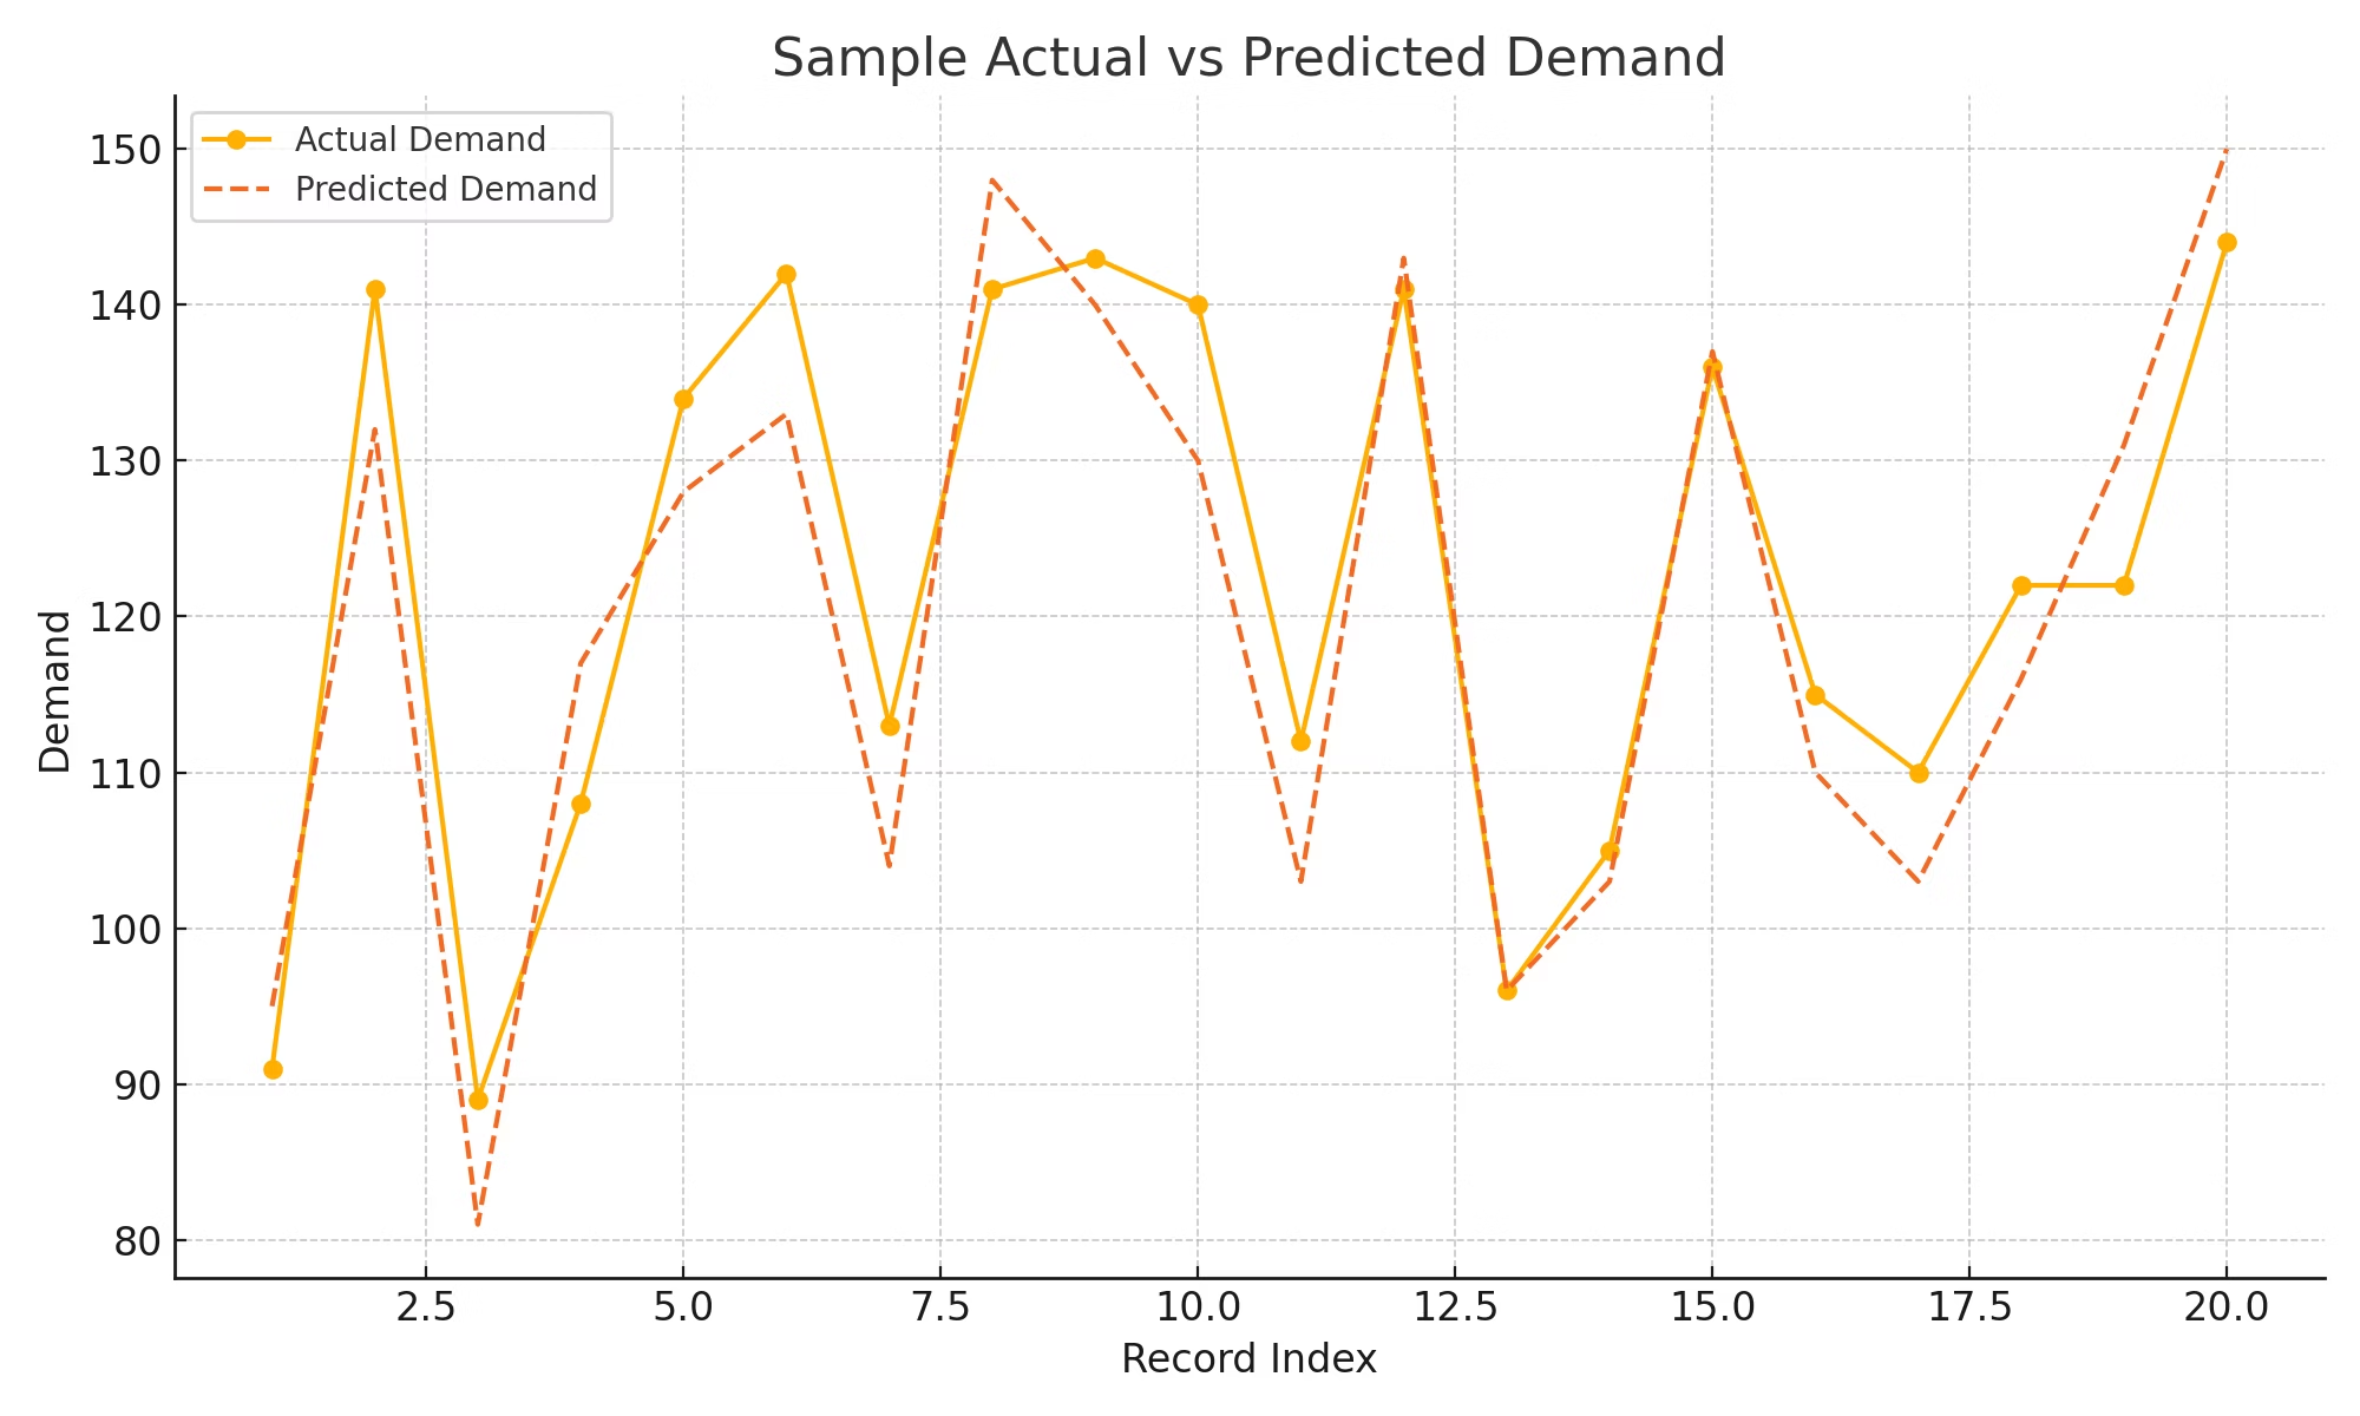 Sample Actual vs Predicted Demand
Actual Demand
Predicted Demand
150
140
130
120
110
100
90
80
Demand
2.5 5.0 7.5 10.0 12.5 15.0 17.5 20.0
Record Index